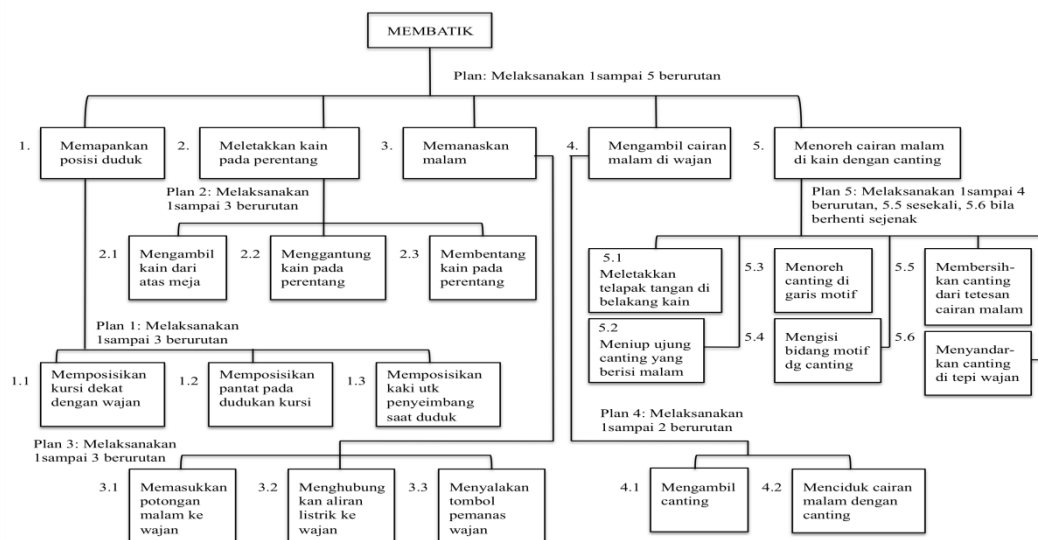 MEMBATIK
Plan: Melaksanakan 1sampai 5 berurutan
1.
Memapankan
posisi duduk
2.
Meletakkan kain
pada perentang
3.
Memanaskan
malam
4.
Mengambil cairan
malam di wajan
5.
Menoreh cairan malam
di kain dengan canting
Plan 2: Melaksanakan
1sampai 3 berurutan
2.1
Mengambil
kain dari
atas meja
2.2
Menggantung
kain pada
perentang
2.3
Membentang
kain pada
perentang
Plan 5: Melaksanakan 1sampai 4
berurutan, 5.5 sesekali, 5.6 bila
berhenti sejenak
5.1
Meletakkan
telapak tangan di
belakang kain
5.2
Meniup ujung
canting yang
berisi malam
5.3
Menoreh
canting di
garis motif
5.4
Mengisi
bidang motif
dg canting
5.5
Membersih-
kan canting
dari tetesan
cairan malam
5.6
Menyandar-
kan canting
di tepi wajan
Plan 1: Melaksanakan
1sampai 3 berurutan
1.1
Memposisikan
kursi dekat
dengan wajan
1.2
Memposisikan
pantat pada
dudukan kursi
1.3
Memposisikan
kaki utk
penyeimbang
saat duduk
Plan 3: Melaksanakan
1sampai 3 berurutan
3.1
Memasukkan
potongan
malam ke
wajan
3.2
Menghubung
kan aliran
listrik ke
wajan
3.3
Menyalakan
tombol
pemanas
wajan
Plan 4: Melaksanakan
1sampai 2 berurutan
4.1
Mengambil
canting
4.2
Menciduk cairan
malam dengan
canting